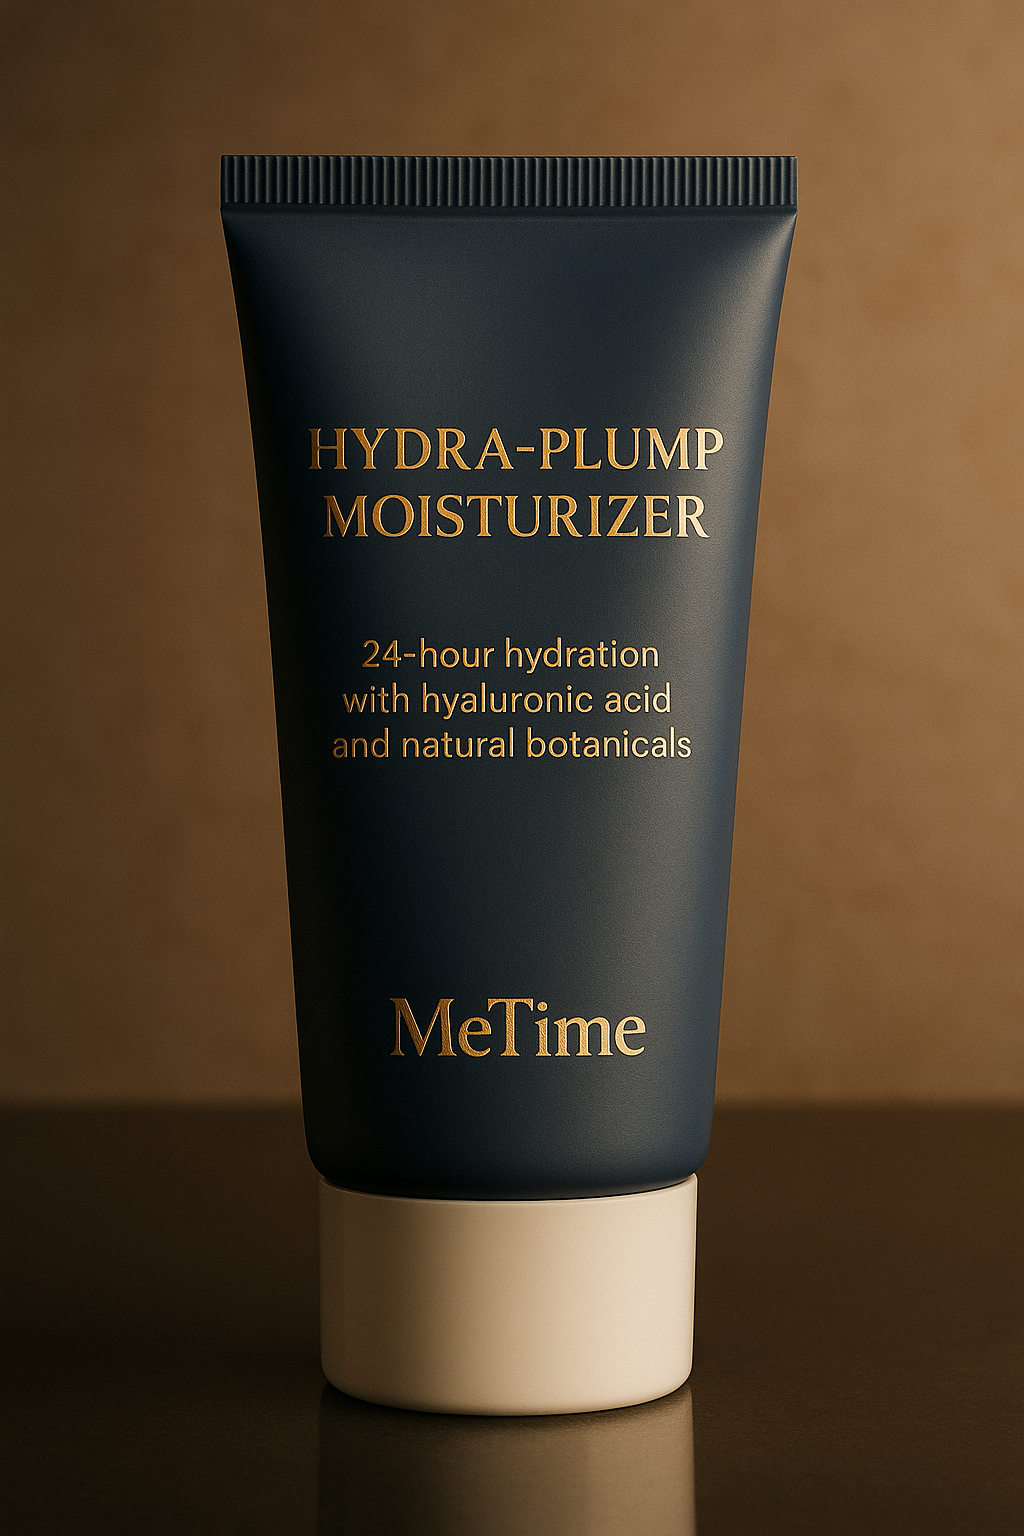 HYDRA-PLUMP
MOISTURIZER
24-hour hydration
with hyaluronic acid
and natural botanicals
MeTime